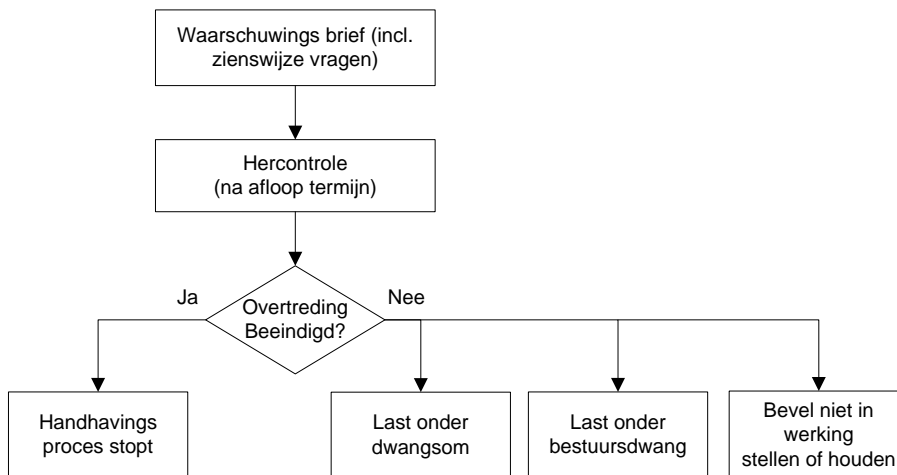 Waarschuwings brief (incl.
zienswijze vragen)
Hercontrole
(na afloop termijn)
Ja
Nee
Overtreding
Beeindigd?
Handhavings
proces stopt
Last onder
dwangsom
Last onder
bestuursdwang
Bevel niet in
werking
stellen of houden